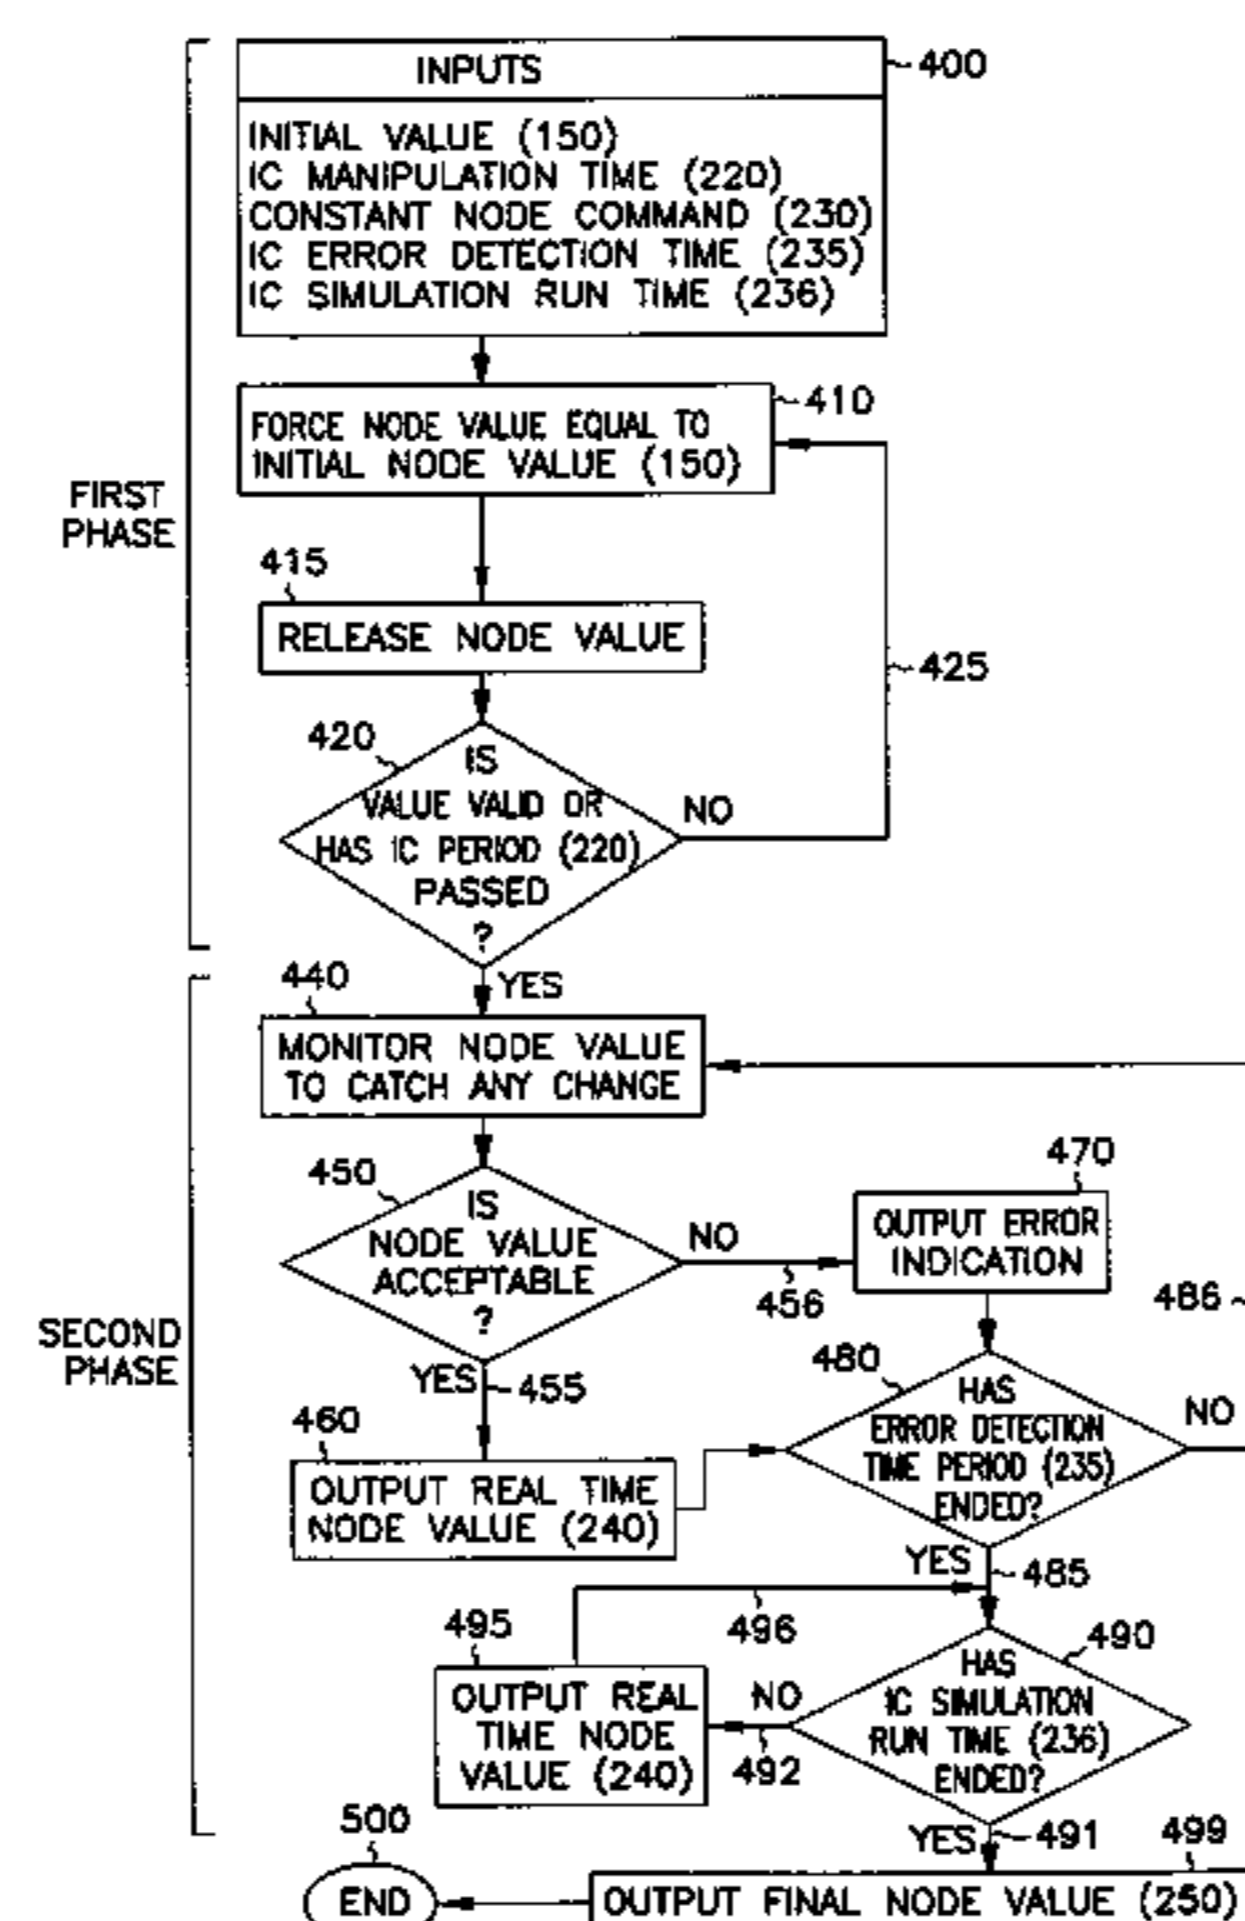 INPUTS
400
INITIAL VALUE (150)
IC MANIPULATION TIME (220)
CONSTANT NODE COMMAND (230)
IC ERROR DETECTION TIME (235)
IC SIMULATION RUN TIME (236)
410
FORCE NODE VALUE EQUAL TO
INITIAL NODE VALUE (150)
FIRST
PHASE
415
RELEASE NODE VALUE
425
420
IS
VALUE VALID OR
HAS IC PERIOD (220)
PASSED
?
NO
YES
440
MONITOR NODE VALUE
TO CATCH ANY CHANGE
450
IS
NODE VALUE
ACCEPTABLE
?
NO
456
470
OUTPUT ERROR
INDICATION
486
SECOND
PHASE
YES
455
460
OUTPUT REAL TIME
NODE VALUE (240)
480
HAS
ERROR DETECTION
TIME PERIOD (235)
ENDED?
NO
YES
485
496
495
OUTPUT REAL
TIME NODE
VALUE (240)
NO
492
490
HAS
IC SIMULATION
RUN TIME (236)
ENDED?
YES
491
499
500
END
OUTPUT FINAL NODE VALUE (250)